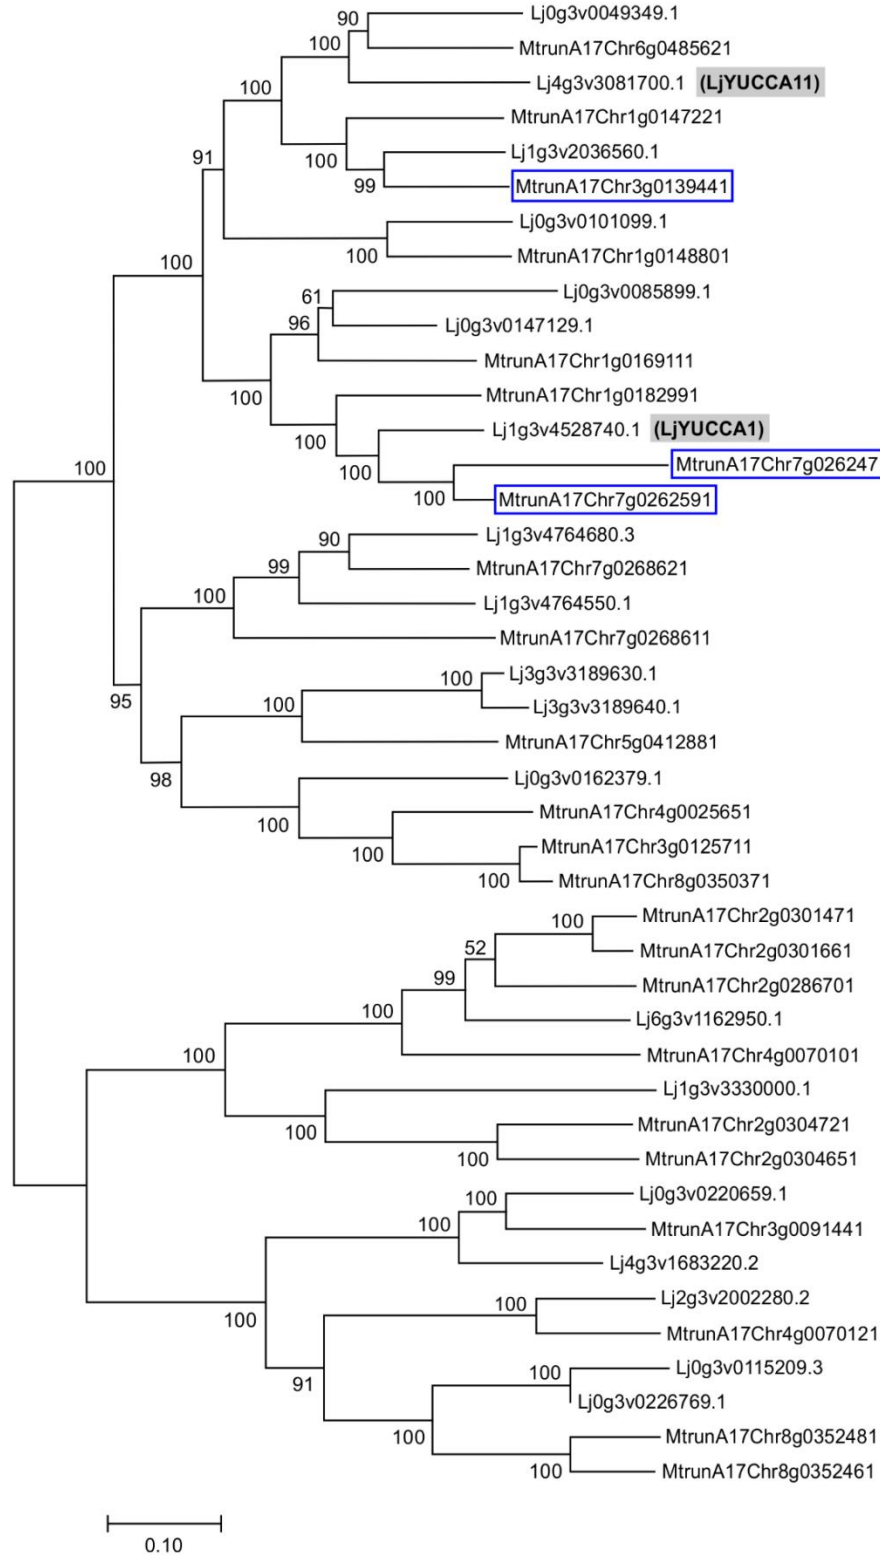 90
Lj0g3v0049349.1
100
MtrunA17Chr6g0485621
100
Lj4g3v3081700.1 (LjYUCCA11)
MtrunA17Chr1g0147221
91
100
Lj1g3v2036560.1
99
MtrunA17Chr3g0139441
Lj0g3v0101099.1
100
100
MtrunA17Chr1g0148801
61
Lj0g3v0085899.1
96
Lj0g3v0147129.1
MtrunA17Chr1g0169111
100
MtrunA17Chr1g0182991
100
Lj1g3v4528740.1 (LjYUCCA1)
100
100
MtrunA17Chr7g026247
100
MtrunA17Chr7g0262591
90
Lj1g3v4764680.3
99
MtrunA17Chr7g0268621
100
Lj1g3v4764550.1
MtrunA17Chr7g0268611
95
100
Lj3g3v3189630.1
100
Lj3g3v3189640.1
MtrunA17Chr5g0412881
98
Lj0g3v0162379.1
100
MtrunA17Chr4g0025651
100
MtrunA17Chr3g0125711
100
MtrunA17Chr8g0350371
100
MtrunA17Chr2g0301471
52
MtrunA17Chr2g0301661
99
MtrunA17Chr2g0286701
100
Lj6g3v1162950.1
100
MtrunA17Chr4g0070101
Lj1g3v3330000.1
100
MtrunA17Chr2g0304721
100
MtrunA17Chr2g0304651
100
Lj0g3v0220659.1
100
MtrunA17Chr3g0091441
Lj4g3v1683220.2
100
100
Lj2g3v2002280.2
MtrunA17Chr4g0070121
91
100
Lj0g3v0115209.3
Lj0g3v0226769.1
100
MtrunA17Chr8g0352481
100
MtrunA17Chr8g0352461
0.10